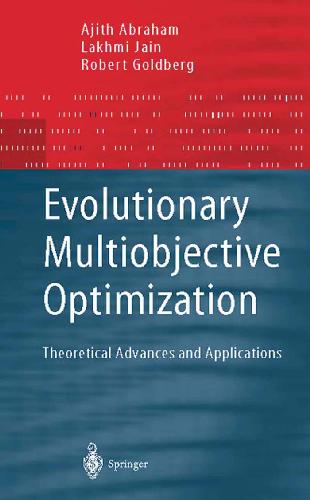 Ajith Abraham
Lakhmi Jain
Robert Goldberg
Evolutionary
Multiobjective
Optimization
Theoretical Advances and Applications
Springer